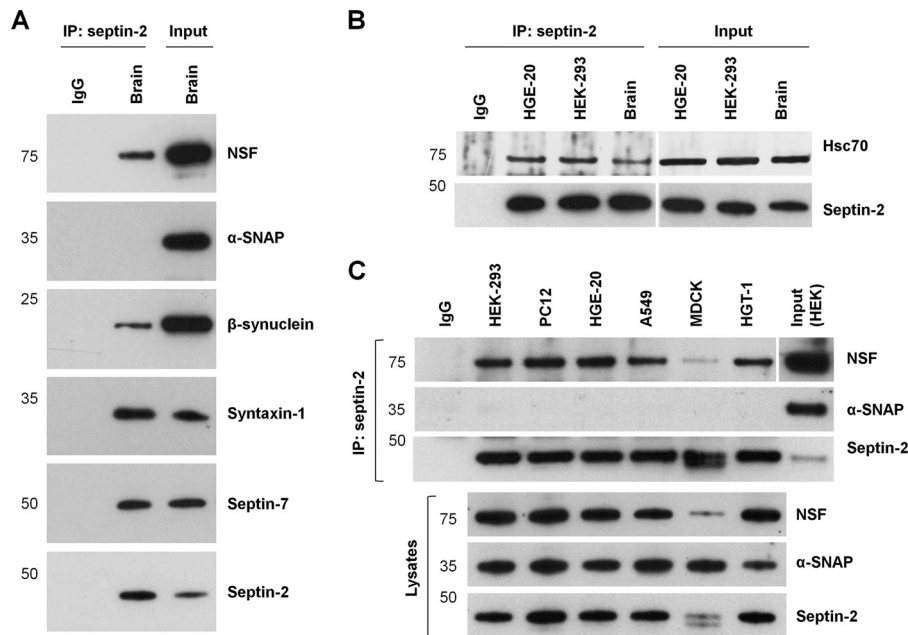 A
IP: septin-2 Input
IgG Brain Brain
75 NSF
35 α-SNAP
25 β-synuclein
35 Syntaxin-1
50 Septin-7
50 Septin-2
B
IP: septin-2 Input
IgG HGE-20 HEK-293 Brain HGE-20 HEK-293 Brain
75 Hsc70
50 Septin-2
C
IgG HEK-293 PC12 HGE-20 A549 MDCK HGT-1 Input (HEK)
IP: septin-2
75 NSF
35 α-SNAP
50 Septin-2
Lysates
75 NSF
35 α-SNAP
50 Septin-2